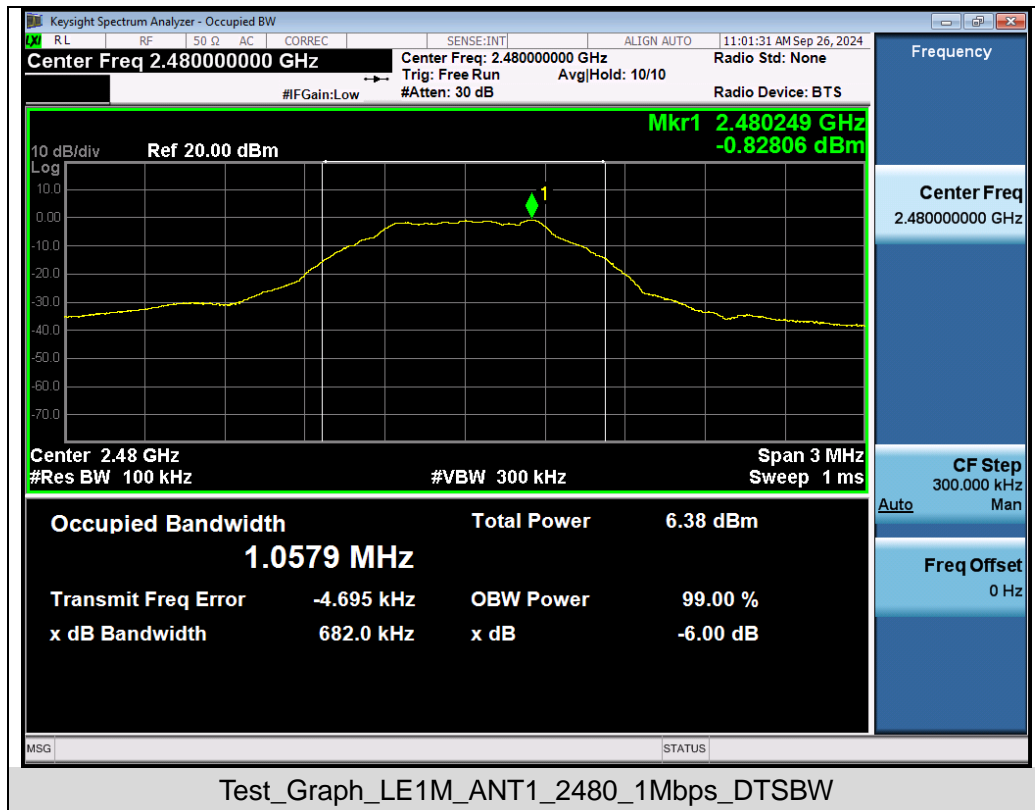 Keysight Spectrum Analyzer - Occupied BW
LXI RL RF 50 Ω AC CORREC SENSE:INT ALIGN AUTO 11:01:31 AM Sep 26, 2024
Center Freq 2.480000000 GHz
Center Freq: 2.480000000 GHz
Radio Std: None
Trig: Free Run Avg|Hold: 10/10
#IFGain:Low
#Atten: 30 dB
Radio Device: BTS
Frequency
Mkr1 2.480249 GHz
-0.82806 dBm
10 dB/div Ref 20.00 dBm
Log
10.0
0.00
-10.0
-20.0
-30.0
-40.0
-50.0
-60.0
-70.0
1
Center 2.48 GHz
Span 3 MHz
#Res BW 100 kHz
#VBW 300 kHz
Sweep 1 ms
Center Freq
2.480000000 GHz
CF Step
300.000 kHz
Auto Man
Freq Offset
0 Hz
Occupied Bandwidth
1.0579 MHz
Total Power 6.38 dBm
Transmit Freq Error -4.695 kHz
OBW Power 99.00 %
x dB Bandwidth 682.0 kHz
x dB -6.00 dB
MSG
STATUS
Test_Graph_LE1M_ANT1_2480_1Mbps_DTSBW